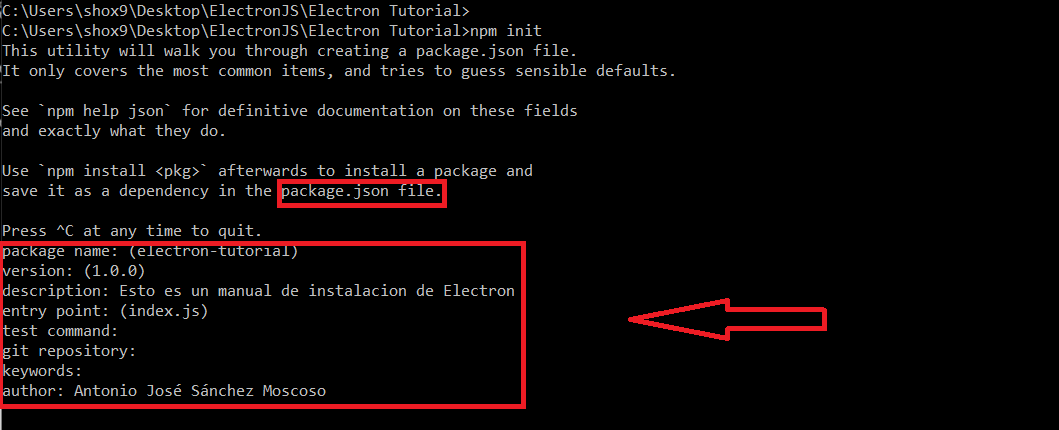 C:\Users\shox9\Desktop\ElectronJS\Electron Tutorial>
C:\Users\shox9\Desktop\ElectronJS\Electron Tutorial>npm init
This utility will walk you through creating a package.json file.
It only covers the most common items, and tries to guess sensible defaults.
See `npm help json` for definitive documentation on these fields
and exactly what they do.
Use `npm install <pkg>` afterwards to install a package and
save it as a dependency in the package.json file.
Press ^C at any time to quit.
package name: (electron-tutorial)
version: (1.0.0)
description: Esto es un manual de instalacion de Electron
entry point: (index.js)
test command:
git repository:
keywords:
author: Antonio José Sánchez Moscoso